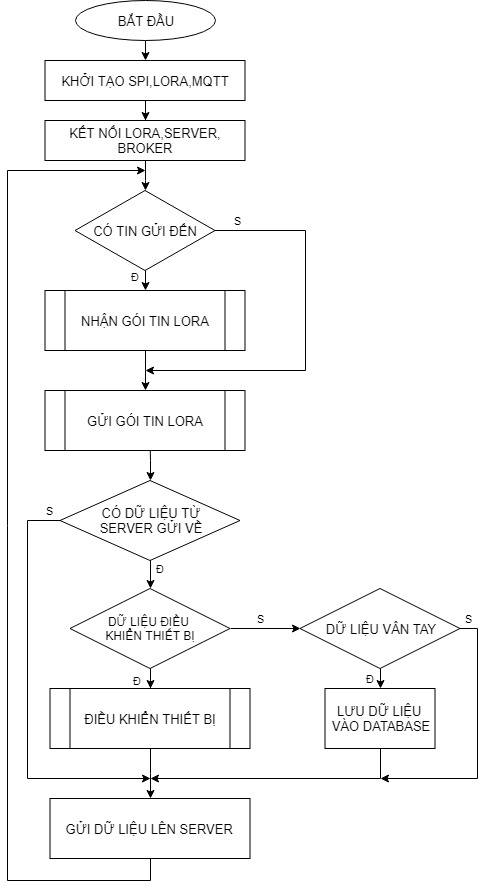 BẮT ĐẦU
KHỞI TẠO SPI,LORA,MQTT
KẾT NỐI LORA,SERVER,
BROKER
CÓ TIN GỬI ĐẾN
S
Đ
NHẬN GÓI TIN LORA
GỬI GÓI TIN LORA
S
CÓ DỮ LIỆU TỪ
SERVER GỬI VỀ
Đ
DỮ LIỆU ĐIỀU
KHIỂN THIẾT BỊ
S
DỮ LIỆU VÂN TAY
S
Đ
Đ
ĐIỀU KHIỂN THIẾT BỊ
LƯU DỮ LIỆU
VÀO DATABASE
GỬI DỮ LIỆU LÊN SERVER